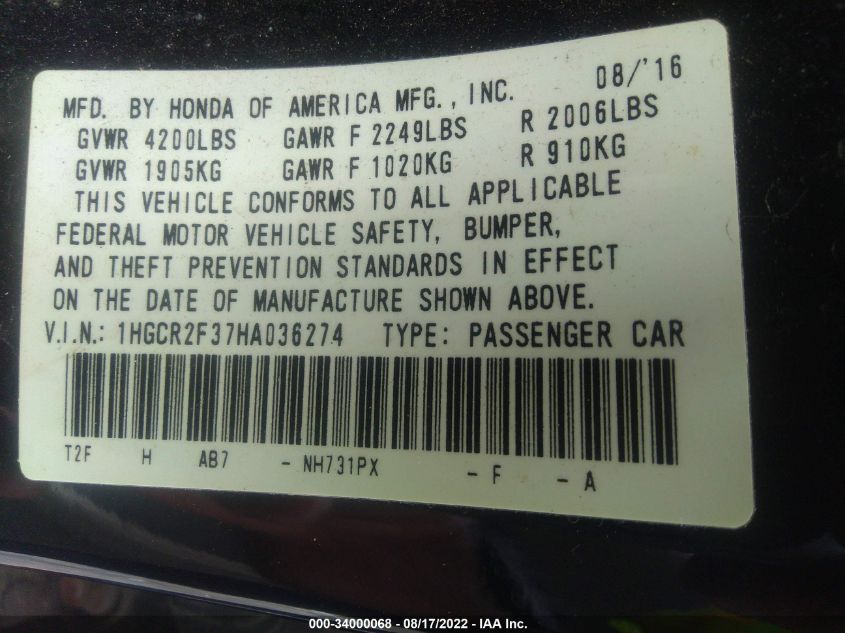 08/'16
MFD. BY HONDA OF AMERICA MFG., INC.
GVWR 4200LBS GAWR F 2249LBS R 2006LBS
GVWR 1905KG GAWR F 1020KG R 910KG
THIS VEHICLE CONFORMS TO ALL APPLICABLE
FEDERAL MOTOR VEHICLE SAFETY, BUMPER,
AND THEFT PREVENTION STANDARDS IN EFFECT
ON THE DATE OF MANUFACTURE SHOWN ABOVE.
V.I.N.: 1HGCR2F37HA036274 TYPE: PASSENGER CAR
T2F H AB7 - NH731PX - F - A
000-34000068 - 08/17/2022 - IAA Inc.